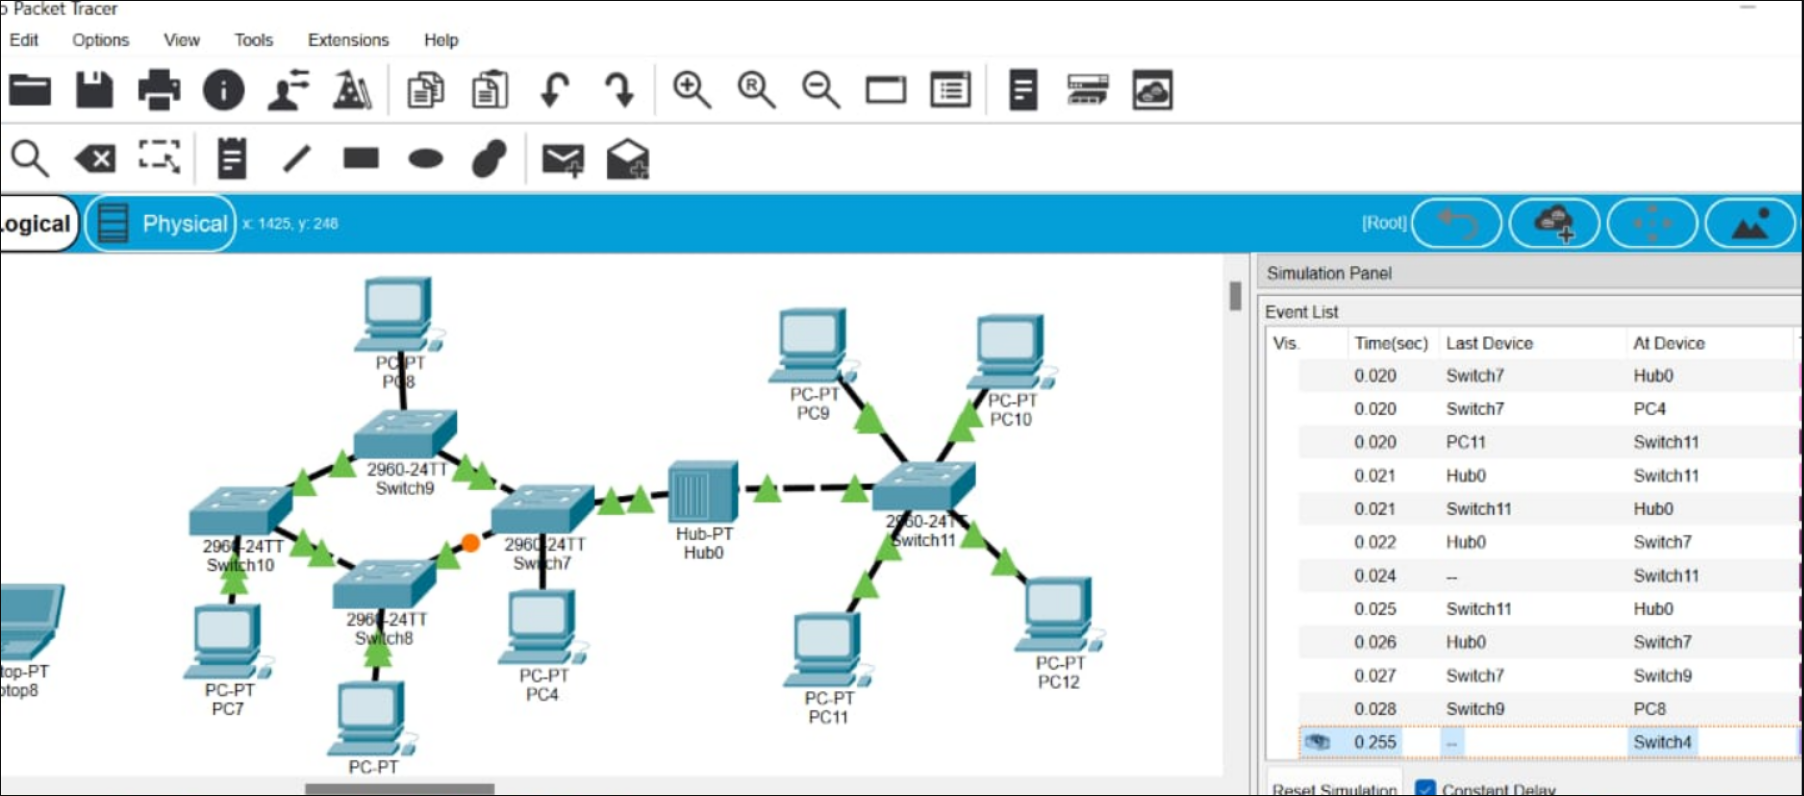 o Packet Tracer
Edit Options View Tools Extensions Help
R
.ogical Physical x: 1425, y: 248 [Root]
Simulation Panel
Event List
Vis. Time(sec) Last Device At Device
0.020 Switch7 Hub0
0.020 Switch7 PC4
0.020 PC11 Switch11
0.021 Hub0 Switch11
0.021 Switch11 Hub0
0.022 Hub0 Switch7
0.024 -- Switch11
0.025 Switch11 Hub0
0.026 Hub0 Switch7
0.027 Switch7 Switch9
0.028 Switch9 PC8
0.255 -- Switch4
Reset Simulation Constant Delay
PC-PT
PC8
PC-PT
PC9
PC-PT
PC10
2960-24TT
Switch9
2960-24TT
Switch10
2960-24TT
Switch7
Hub-PT
Hub0
2960-24TT
Switch11
2960-24TT
Switch8
top-PT
ptop8
PC-PT
PC7
PC-PT
PC4
PC-PT
PC11
PC-PT
PC12
PC-PT